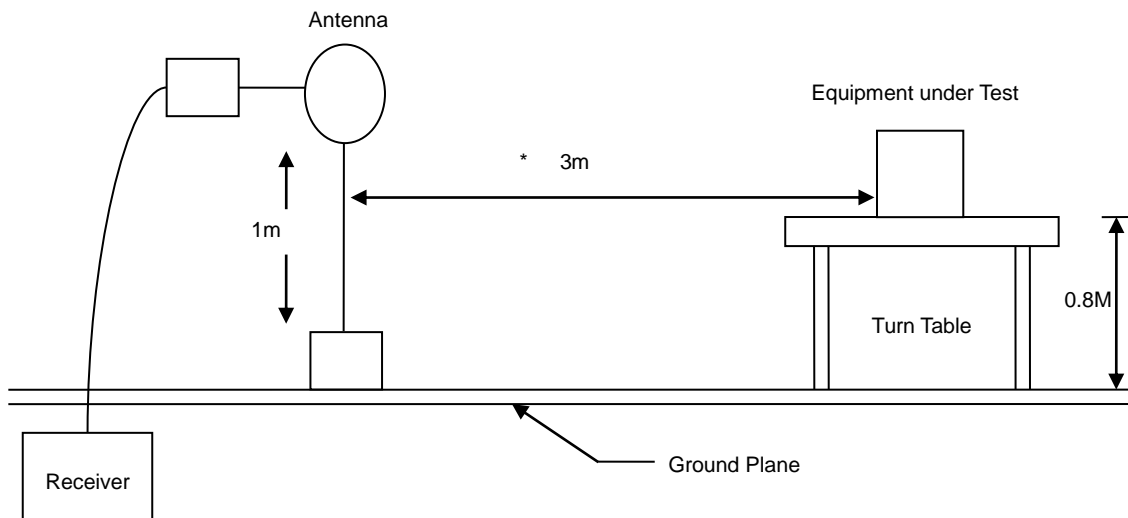 Antenna
Equipment under Test
* 3m
1m
0.8M
Turn Table
Ground Plane
Receiver